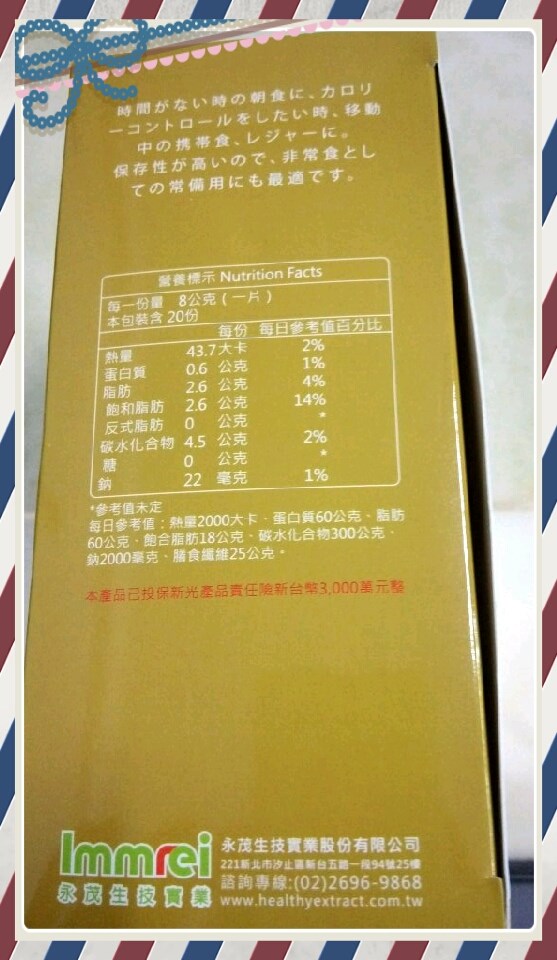 時間がない時の朝食に、カロリ
ーコントロールをしたい時、移動
中の携帯食、レジャーに。
保存性が高いので、非常食とし
ての常備用にも最適です。
營養標示 Nutrition Facts
每一份量 8公克(一片)
本包裝含 20份
每份 每日參考值百分比
熱量 43.7大卡 2%
蛋白質 0.6 公克 1%
脂肪 2.6 公克 4%
飽和脂肪 2.6 公克 14%
反式脂肪 0 公克 *
碳水化合物 4.5 公克 2%
糖 0 公克 *
鈉 22 毫克 1%
*參考值未定
每日參考值:熱量2000大卡、蛋白質60公克、脂肪
60公克、飽合脂肪18公克、碳水化合物300公克、
鈉2000毫克、膳食纖維25公克。
本產品已投保新光產品責任險新台幣3,000萬元整
Immrei 永茂生技實業股份有限公司
221新北市汐止區新台五路一段94號25樓
諮詢專線:(02)2696-9868
永茂生技實業 www.healthyextract.com.tw